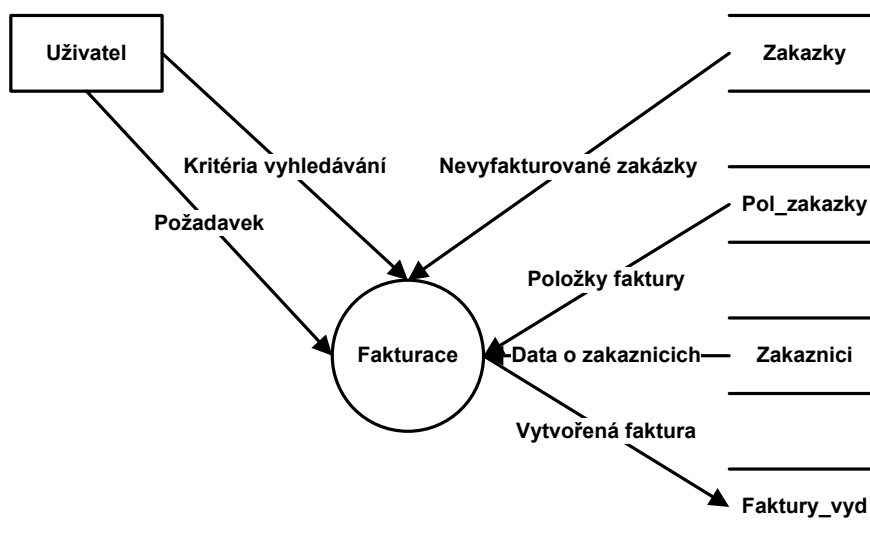 Uživatel
Zakazky
Kritéria vyhledávání
Nevyfakturované zakázky
Pol_zakazky
Požadavek
Položky faktury
Fakturace
Data o zakaznicich
Zakaznici
Vytvořená faktura
Faktury_vyd